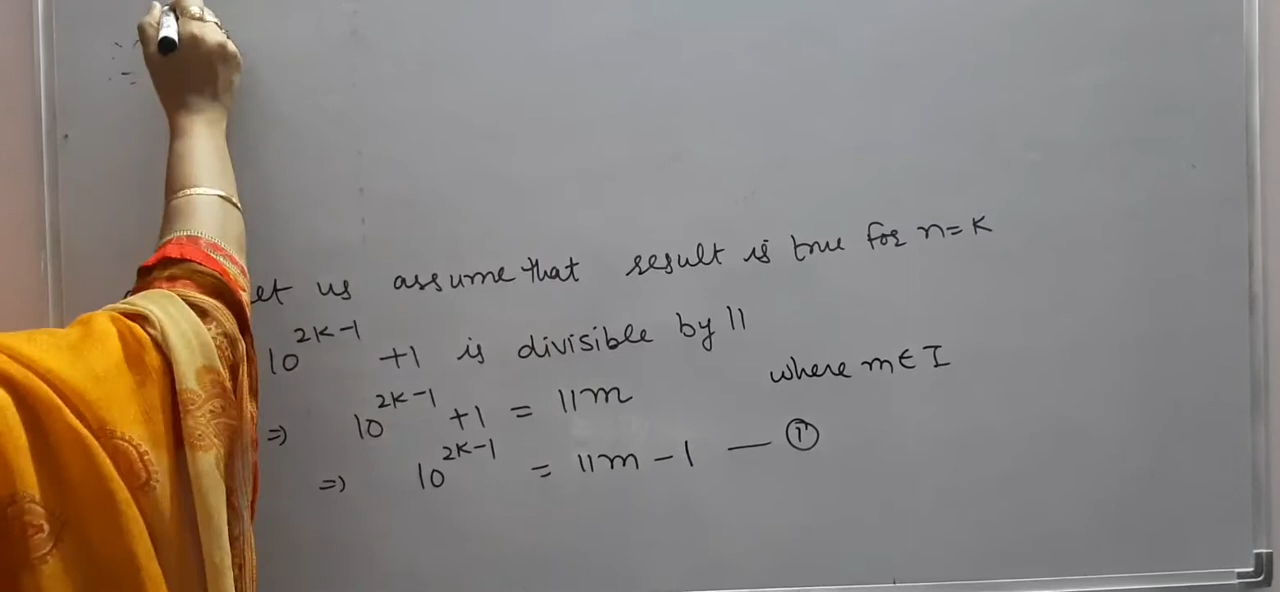 et us assume that result is true for n=K
10^{2K-1} +1 is divisible by 11
⇒ 10^{2K-1} +1 = 11m where m∈I
⇒ 10^{2K-1} = 11m-1 — ①